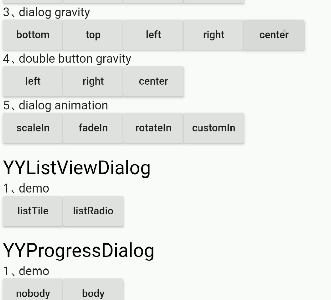 3、dialog gravity
bottom top left right center
4、double button gravity
left right center
5、dialog animation
scaleIn fadeIn rotateIn customIn
YYListViewDialog
1、demo
listTile listRadio
YYProgressDialog
1、demo
nobody body